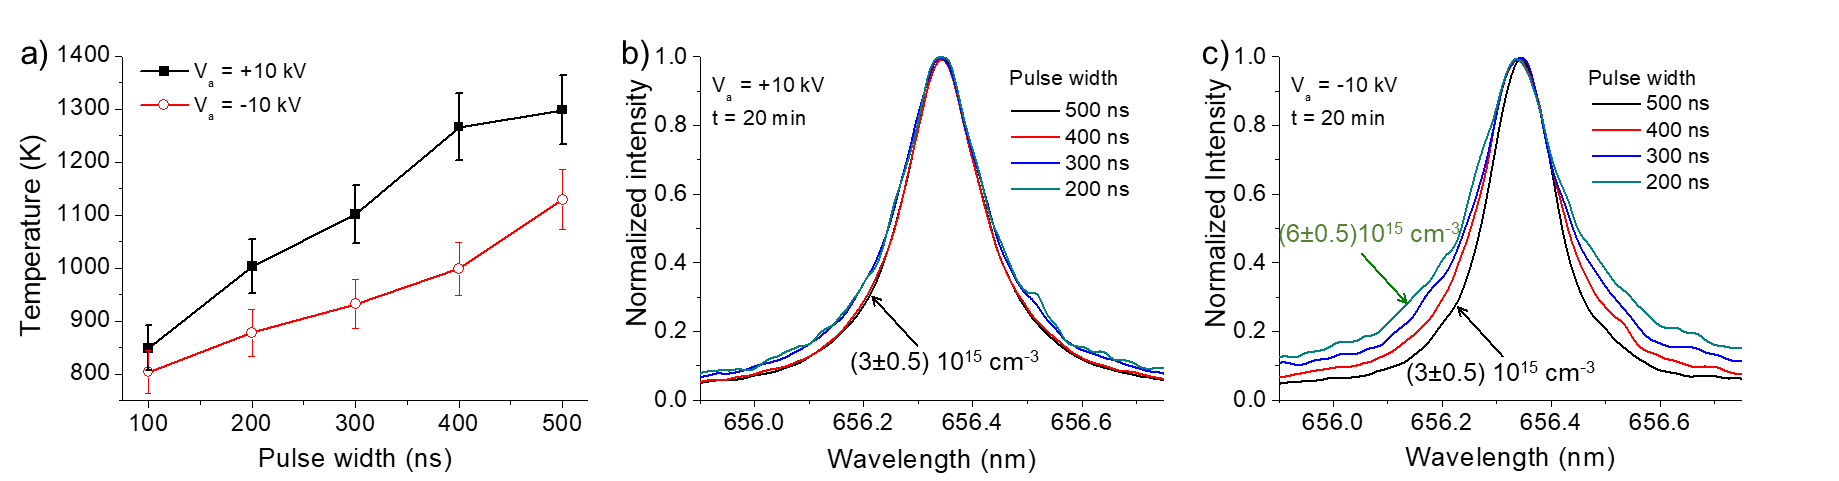 a)
1400
1300
1200
1100
1000
900
800
Temperature (K)
Va = +10 kV
Va = -10 kV
100 200 300 400 500
Pulse width (ns)
b)
1.0
0.8
0.6
0.4
0.2
0.0
Normalized intensity
Va = +10 kV
t = 20 min
Pulse width
500 ns
400 ns
300 ns
200 ns
(3±0.5) 10¹⁵ cm⁻³
656.0 656.2 656.4 656.6
Wavelength (nm)
c)
1.0
0.8
0.6
0.4
0.2
0.0
Normalized Intensity
Va = -10 kV
t = 20 min
Pulse width
500 ns
400 ns
300 ns
200 ns
(6±0.5)10¹⁵ cm⁻³
(3±0.5) 10¹⁵ cm⁻³
656.0 656.2 656.4 656.6
Wavelength (nm)